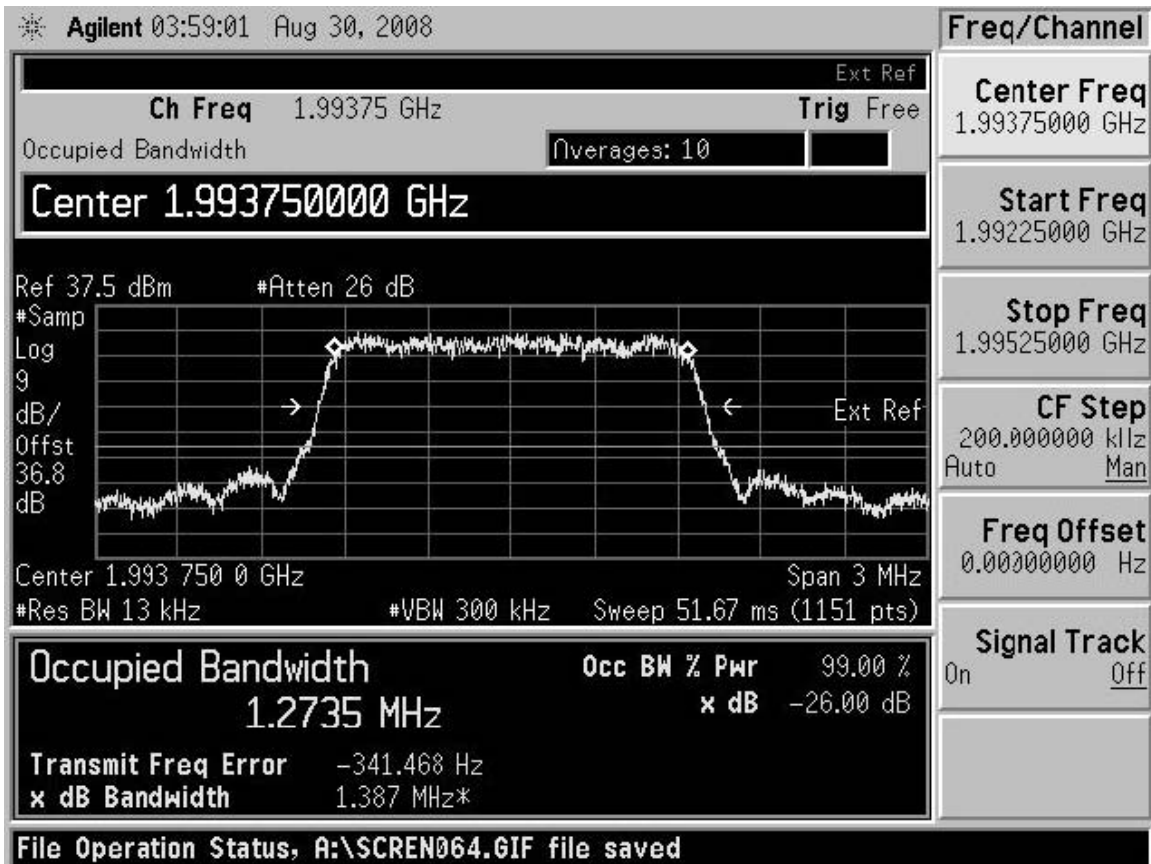 Agilent 03:59:01 Aug 30, 2008
Freq/Channel
Ext Ref
Ch Freq 1.99375 GHz
Trig Free
Occupied Bandwidth
Averages: 10
Center 1.993750000 GHz
Ref 37.5 dBm
#Atten 26 dB
#Samp
Log
9
dB/
Offst
36.8
dB
Ext Ref
Center 1.993 750 0 GHz
Span 3 MHz
#Res BW 13 kHz
#VBW 300 kHz
Sweep 51.67 ms (1151 pts)
Occupied Bandwidth
1.2735 MHz
Occ BW % Pwr 99.00 %
x dB -26.00 dB
Transmit Freq Error -341.468 Hz
x dB Bandwidth 1.387 MHz*
File Operation Status, A:\SCREN064.GIF file saved
Center Freq
1.99375000 GHz
Start Freq
1.99225000 GHz
Stop Freq
1.99525000 GHz
CF Step
200.000000 kHz
Auto Man
Freq Offset
0.00000000 Hz
Signal Track
On Off